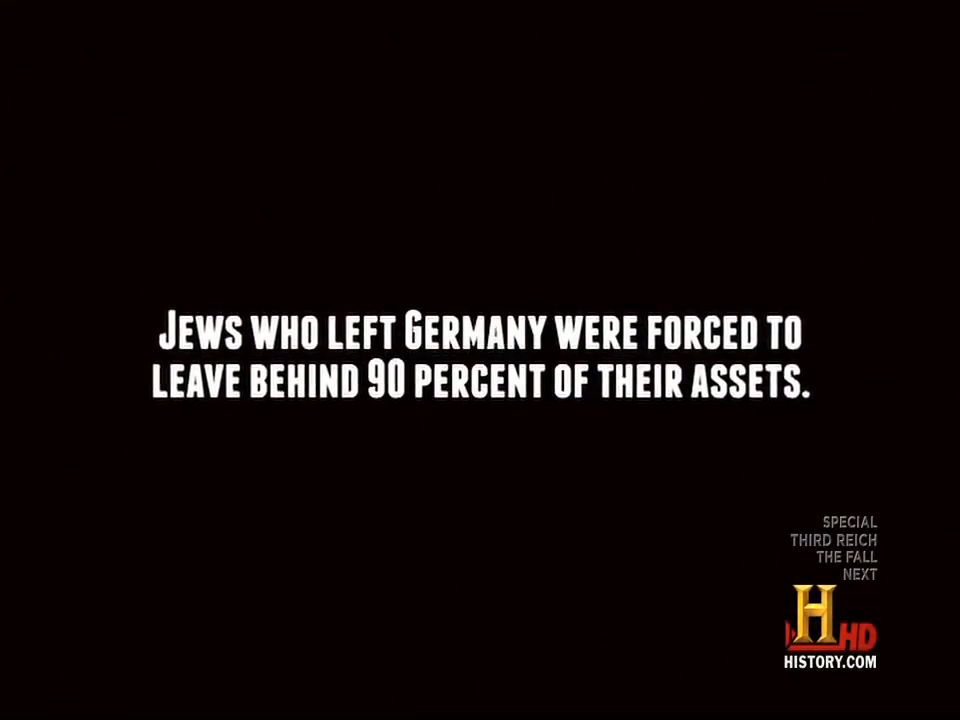 JEWS WHO LEFT GERMANY WERE FORCED TO
LEAVE BEHIND 90 PERCENT OF THEIR ASSETS.
SPECIAL
THIRD REICH
THE FALL
NEXT
H HD
HISTORY.COM